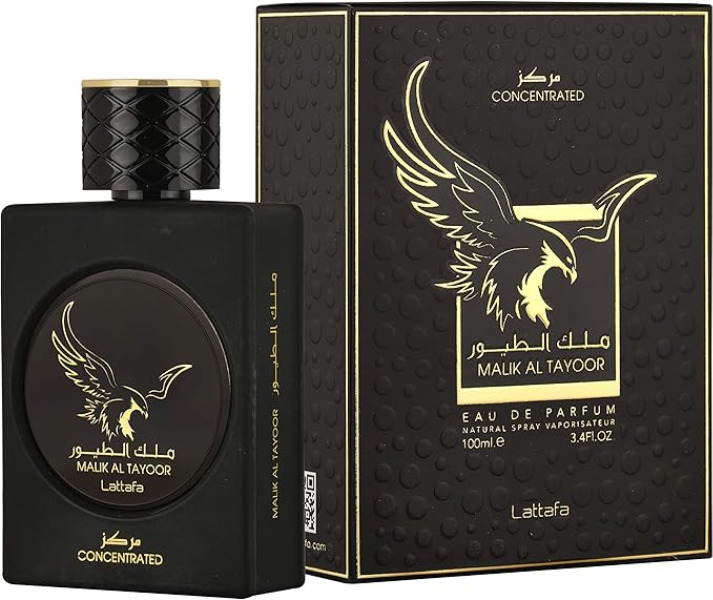 ملك الطيور
MALIK AL TAYOOR
Lattafa
مركز
CONCENTRATED
MALIK AL TAYOOR ملك الطيور
مركز
CONCENTRATED
ملك الطيور
MALIK AL TAYOOR
EAU DE PARFUM
NATURAL SPRAY VAPORISATEUR
100ml.e 3.4Fl.OZ.
Lattafa